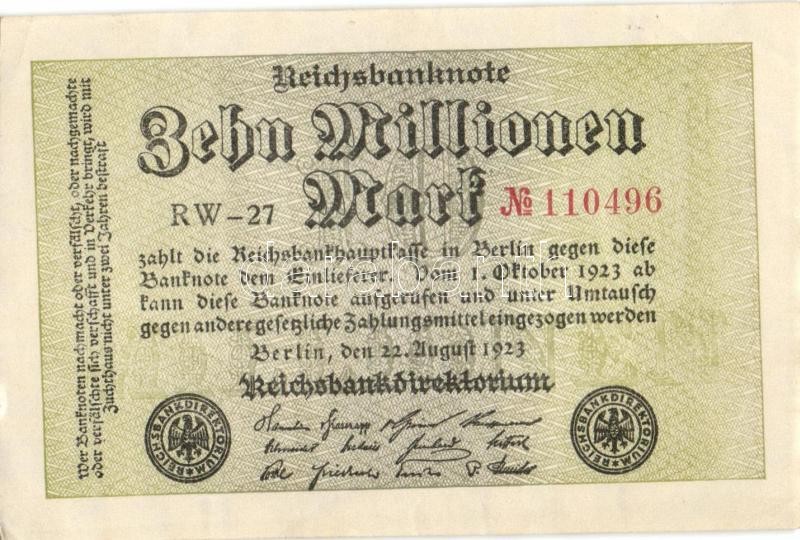 Reichsbanknote
Zehn Millionen
Mark
RW-27
№ 110496
zahlt die Reichsbankhauptkasse in Berlin gegen diese
Banknote dem Einlieferer. Vom 1. Oktober 1923 ab
kann diese Banknote aufgerufen und unter Umtausch
gegen andere gesetzliche Zahlungsmittel eingezogen werden
Berlin, den 22. August 1923
Reichsbankdirektorium
REICHSBANKDIREKTORIUM
REICHSBANKDIREKTORIUM
Wer Banknoten nachmacht oder verfälscht, oder nachgemachte
oder verfälschte sich verschafft und in Verkehr bringt, wird mit
Zuchthaus nicht unter zwei Jahren bestraft